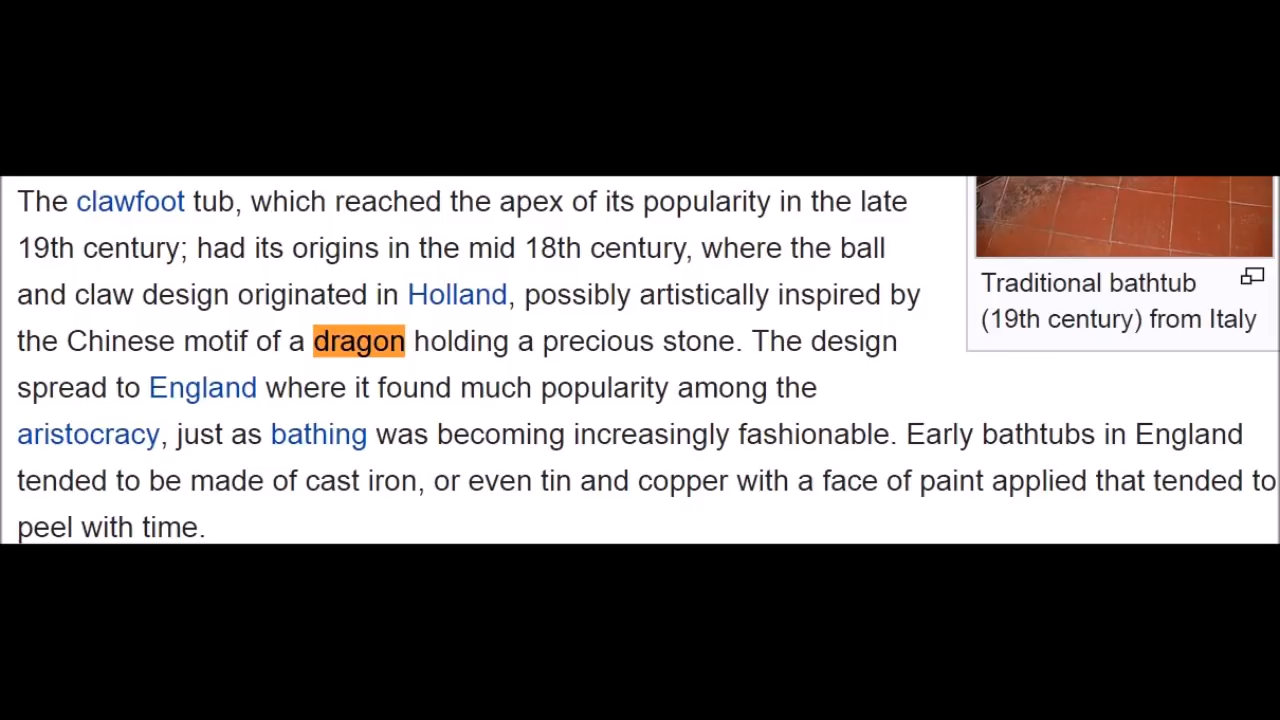 The clawfoot tub, which reached the apex of its popularity in the late
19th century; had its origins in the mid 18th century, where the ball
and claw design originated in Holland, possibly artistically inspired by
the Chinese motif of a dragon holding a precious stone. The design
spread to England where it found much popularity among the
aristocracy, just as bathing was becoming increasingly fashionable. Early bathtubs in England
tended to be made of cast iron, or even tin and copper with a face of paint applied that tended to
peel with time.
Traditional bathtub
(19th century) from Italy